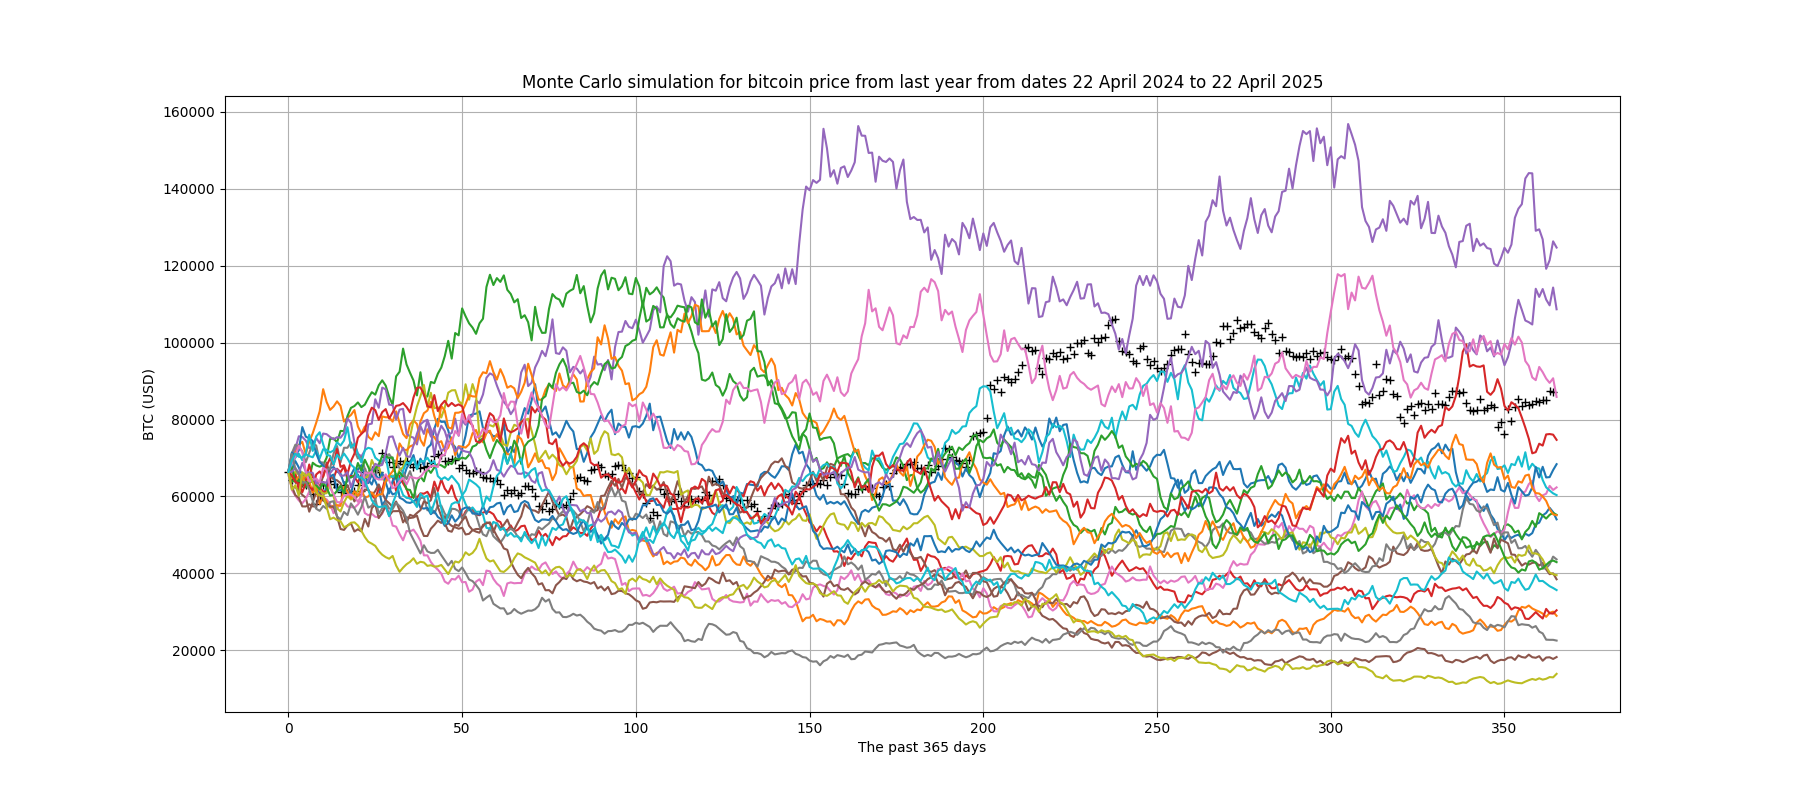 Monte Carlo simulation for bitcoin price from last year from dates 22 April 2024 to 22 April 2025
160000
140000
120000
100000
80000
60000
40000
20000
BTC (USD)
0 50 100 150 200 250 300 350
The past 365 days